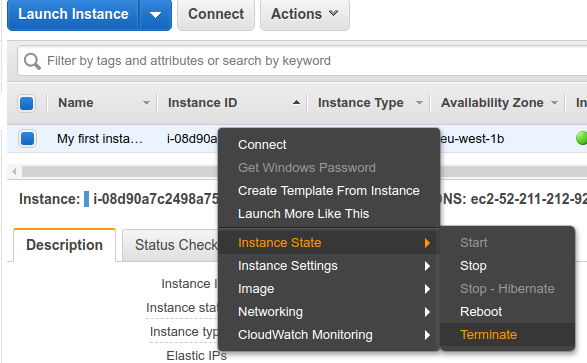 Launch Instance Connect Actions
Filter by tags and attributes or search by keyword
Name Instance ID Instance Type Availability Zone In
My first insta… i-08d90a eu-west-1b
Connect
Get Windows Password
Create Template From Instance
Instance: i-08d90a7c2498a75 DNS: ec2-52-211-212-92
Launch More Like This
Description Status Check
Instance State Start
Instance Settings Stop
Instance I
Image Stop - Hibernate
Instance stat
Networking Reboot
Instance typ
CloudWatch Monitoring Terminate
Elastic IPs